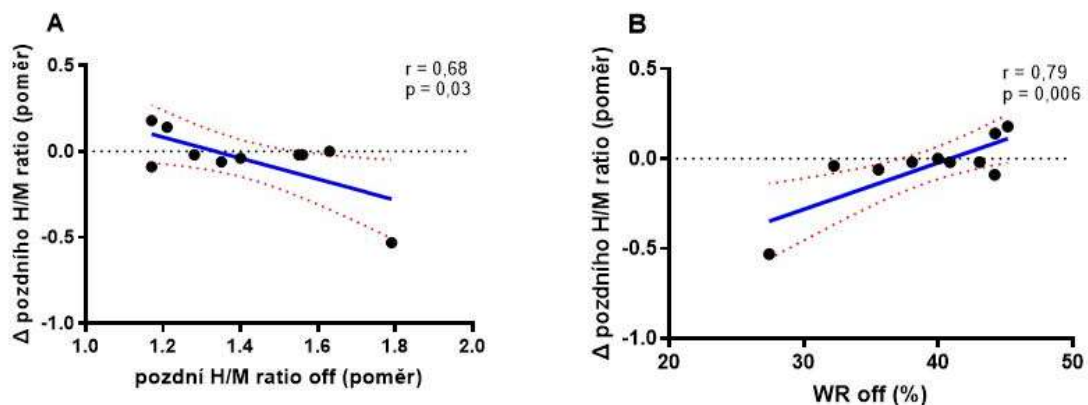 A
Δ pozdního H/M ratio (poměr)
0.5
0.0
-0.5
-1.0
r = 0,68
p = 0,03
1.0 1.2 1.4 1.6 1.8 2.0
pozdní H/M ratio off (poměr)
B
Δ pozdního H/M ratio (poměr)
0.5
0.0
-0.5
-1.0
r = 0,79
p = 0,006
20 30 40 50
WR off (%)